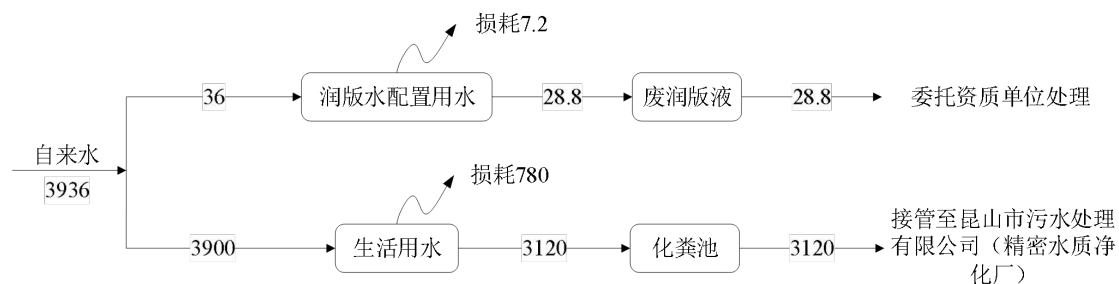 损耗7.2
36
润版水配置用水
28.8
废润版液
28.8
委托资质单位处理
自来水
3936
损耗780
3900
生活用水
3120
化粪池
3120
接管至昆山市污水处理
有限公司（精密水质净
化厂）